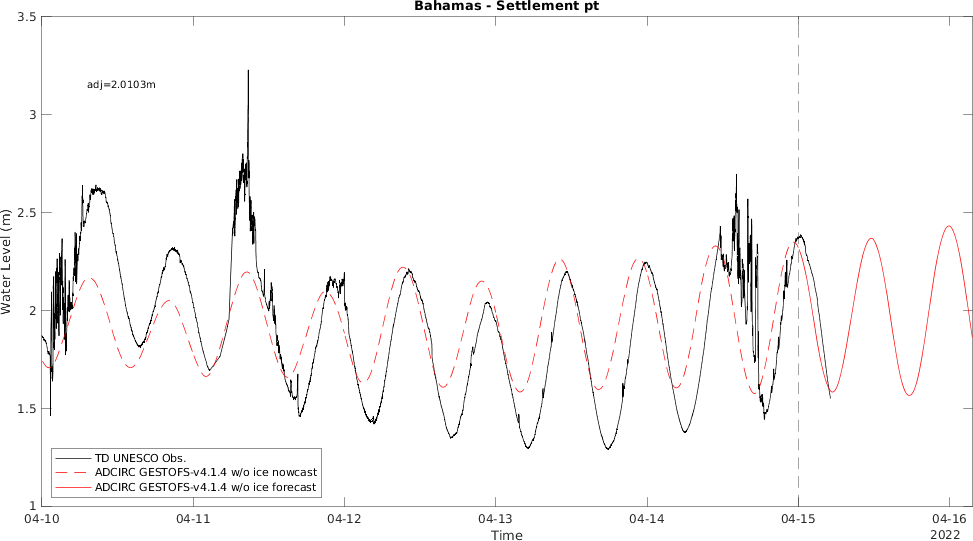 Bahamas - Settlement pt
adj=2.0103m
3.5
3
2.5
2
1.5
1
Water Level (m)
TD UNESCO Obs.
ADCIRC GESTOFS-v4.1.4 w/o ice nowcast
ADCIRC GESTOFS-v4.1.4 w/o ice forecast
04-10 04-11 04-12 04-13 04-14 04-15 04-16
Time
2022